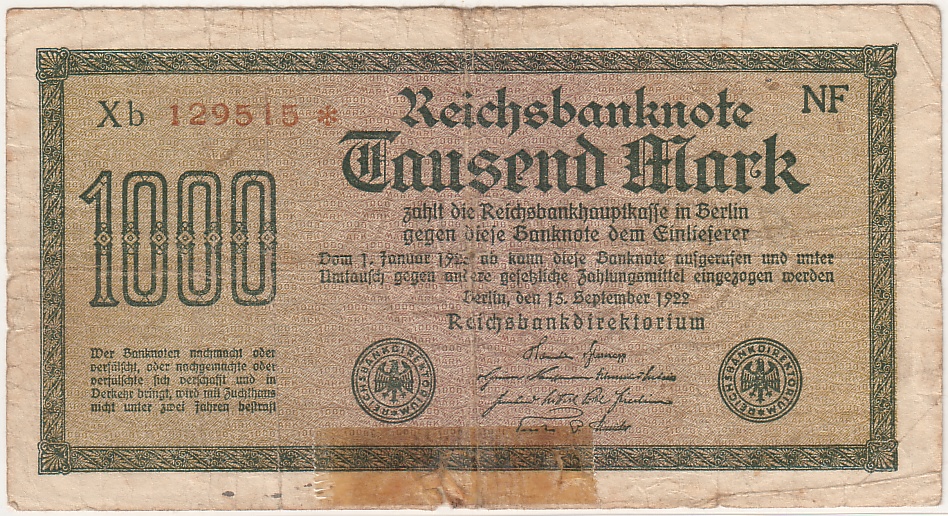 Xb 129515 *
NF
Reichsbanknote
Tausend Mark
1000
zahlt die Reichsbankhauptkasse in Berlin
gegen diese Banknote dem Einlieferer
Vom 1. Januar 1923 ab kann diese Banknote aufgerufen und unter
Umtausch gegen andere gesetzliche Zahlungsmittel eingezogen werden
Berlin, den 15. September 1922
Reichsbankdirektorium
Wer Banknoten nachmacht oder
verfälscht, oder nachgemachte oder
verfälschte sich verschafft und in
Verkehr bringt, wird mit Zuchthaus
nicht unter zwei Jahren bestraft
REICHSBANKDIREKTORIUM
REICHSBANKDIREKTORIUM